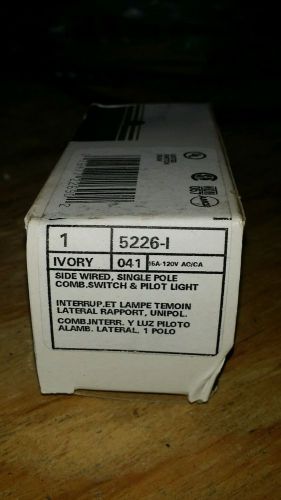 1 5226-I
IVORY 041 15A-120V AC/CA
SIDE WIRED, SINGLE POLE
COMB.SWITCH & PILOT LIGHT
INTERRUP.ET LAMPE TEMOIN
LATERAL RAPPORT, UNIPOL.
COMB.INTERR. Y LUZ PILOTO
ALAMB. LATERAL, 1 POLO